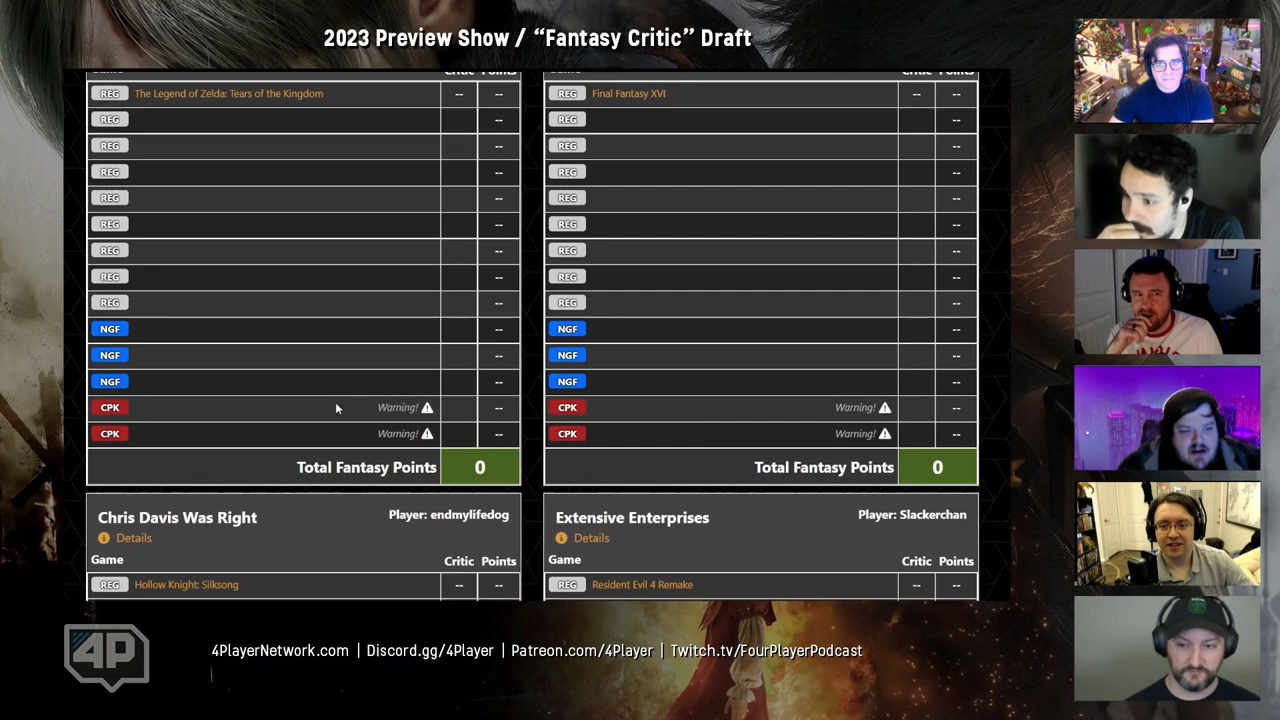 2023 Preview Show / “Fantasy Critic” Draft
Critic Points Critic Points
REG The Legend of Zelda: Tears of the Kingdom -- -- REG Final Fantasy XVI -- --
REG -- REG --
REG -- REG --
REG -- REG --
REG -- REG --
REG -- REG --
REG -- REG --
REG -- REG --
REG -- REG --
NGF -- NGF --
NGF -- NGF --
NGF -- NGF --
CPK Warning! -- CPK Warning! --
CPK Warning! -- CPK Warning! --
Total Fantasy Points 0 Total Fantasy Points 0
Chris Davis Was Right Player: endmylifedog Extensive Enterprises Player: Slackerchan
Details Details
Game Critic Points Game Critic Points
REG Hollow Knight: Silksong -- -- REG Resident Evil 4 Remake -- --
4P 4PlayerNetwork.com | Discord.gg/4Player | Patreon.com/4Player | Twitch.tv/FourPlayerPodcast